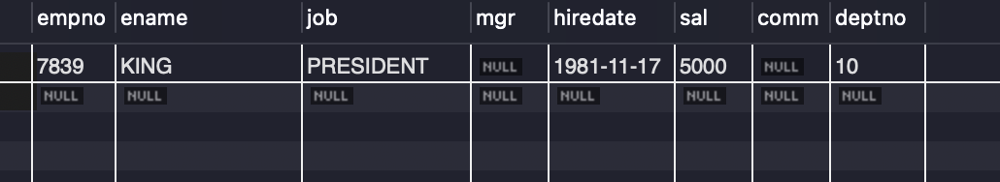 empno ename job mgr hiredate sal comm deptno
7839 KING PRESIDENT NULL 1981-11-17 5000 NULL 10
NULL NULL NULL NULL NULL NULL NULL NULL